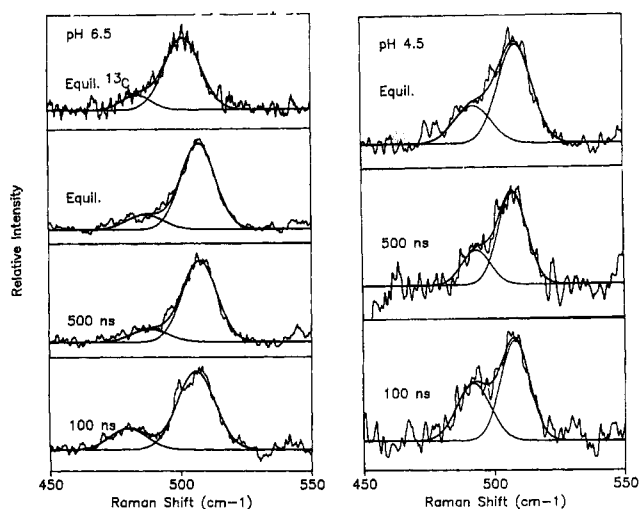 pH 6.5
Equil. 13C
Equil.
500 ns
100 ns
450 500 550
Raman Shift (cm-1)
Relative Intensity
pH 4.5
Equil.
500 ns
100 ns
450 500 550
Raman Shift (cm-1)